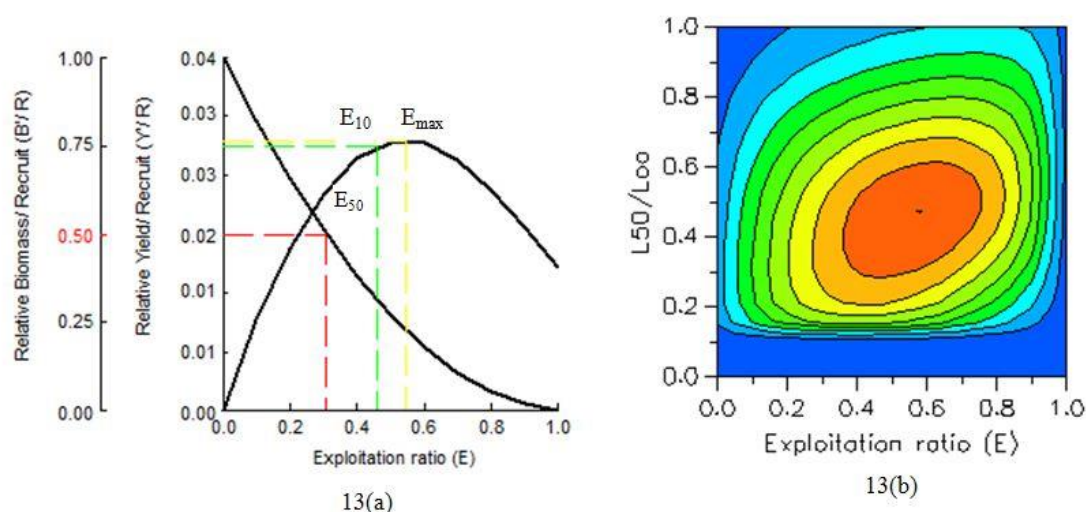 Relative Biomass/ Recruit (B'/ R)
1.00
0.75
0.50
0.25
0.00
Relative Yield/ Recruit (Y'/ R)
0.04
0.03
0.03
0.02
0.01
0.01
0.00
E10
Emax
E50
0.0 0.2 0.4 0.6 0.8 1.0
Exploitation ratio (E)
13(a)
L50/Loo
1.0
0.8
0.6
0.4
0.2
0.0
0.0 0.2 0.4 0.6 0.8 1.0
Exploitation ratio (E)
13(b)